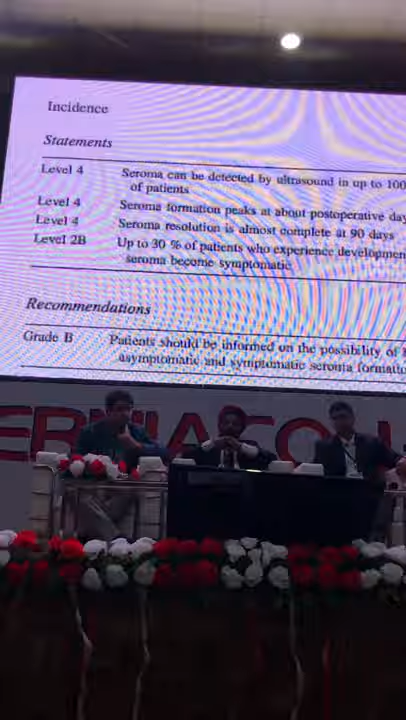 Incidence
Statements
Level 4 Seroma can be detected by ultrasound in up to 100
of patients
Level 4 Seroma formation peaks at about postoperative day
Level 4 Seroma resolution is almost complete at 90 days
Level 2B Up to 30 % of patients who experience developmen
seroma become symptomatic
Recommendations
Grade B Patients should be informed on the possibility of
asymptomatic and symptomatic seroma formatio
ERNIACO